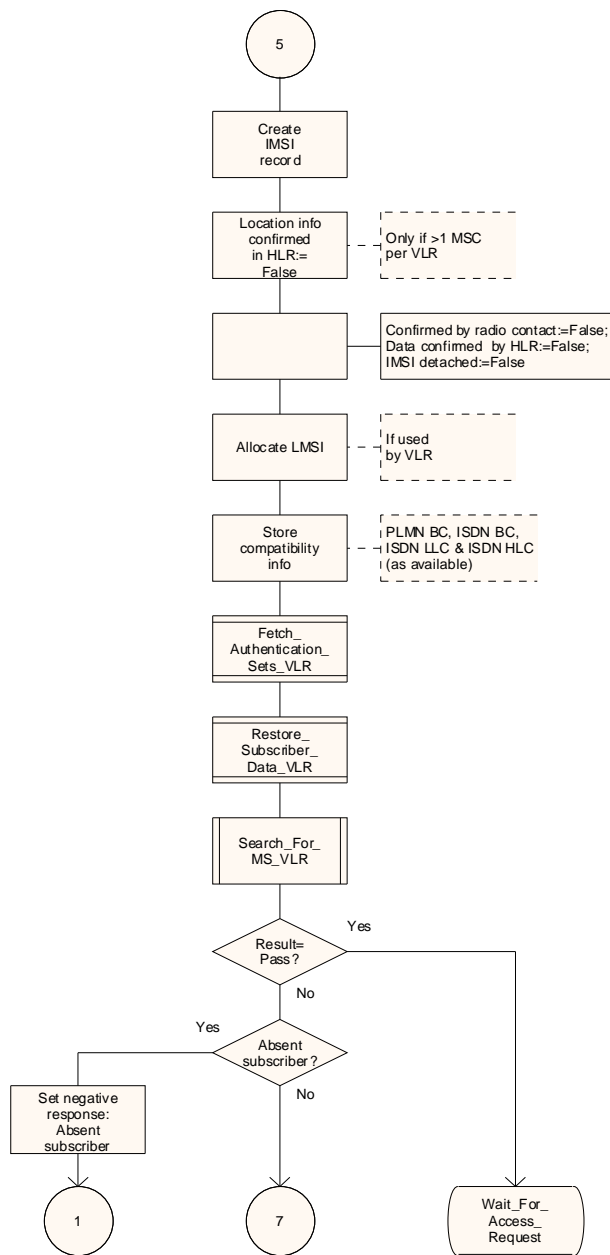 5
Create
IMSI
record
Location info
confirmed
in HLR:=
False
Only if >1 MSC
per VLR
Confirmed by radio contact:=False;
Data confirmed by HLR:=False;
IMSI detached:=False
Allocate LMSI
If used
by VLR
Store
compatibility
info
PLMN BC, ISDN BC,
ISDN LLC & ISDN HLC
(as available)
Fetch_
Authentication_
Sets_VLR
Restore_
Subscriber_
Data_VLR
Search_For_
MS_VLR
Result=
Pass?
Yes
No
Absent
subscriber?
Yes
No
Set negative
response:
Absent
subscriber
1
7
Wait_For_
Access_
Request